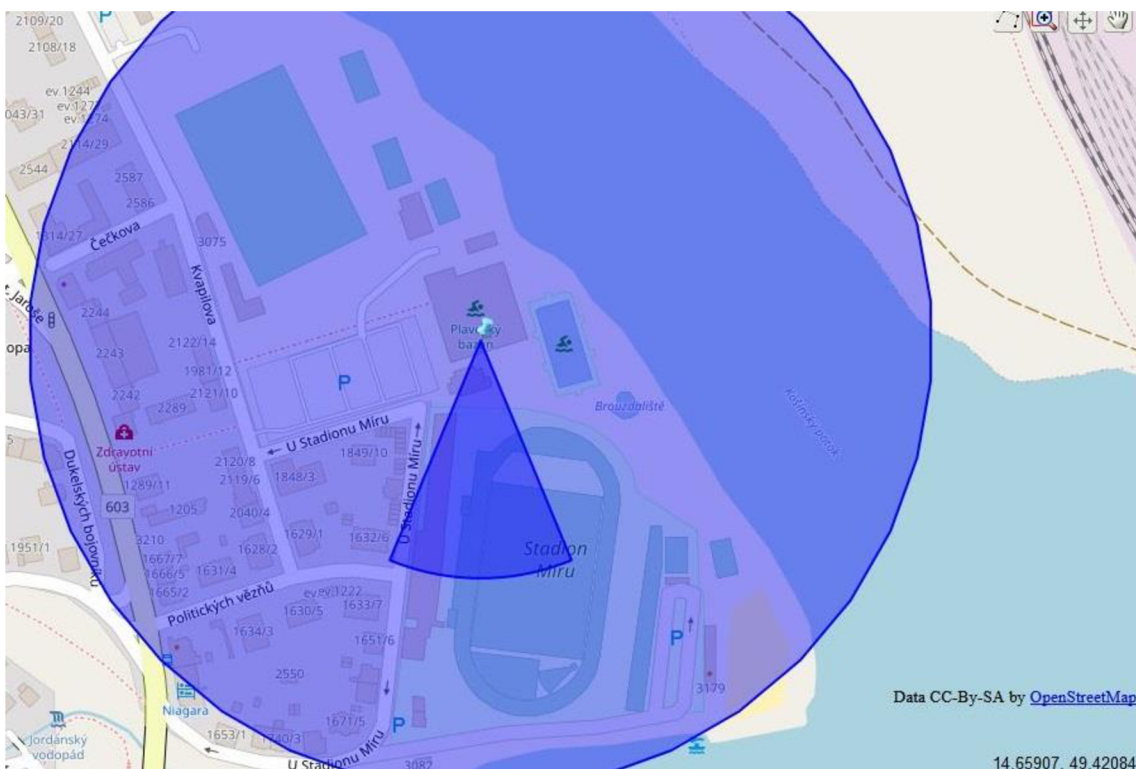 2109/20
2108/18
ev.1244
043/31
2114/29
2544
2587
2586
1314/27
Čečkova
3075
Kvapilova
2244
opa
2243
2122/14
1981/12
2121/10
2242
2289
Plavecký
bazén
P
Brouzdaliště
Kotínský potok
Zdravotní
ústav
U Stadionu Míru
1849/10
2120/8
2119/6
1848/3
1289/11
Dukelských bojovníků
603
1205
2040/4
U Stadionu Míru
1951/1
3210
1667/7
1666/5
1665/2
1628/2
1629/1
1632/6
1631/4
Stadion
Míru
Politických vězňů
ev.ev.1222
1630/5
1633/7
1634/3
1651/6
P
2550
3179
Niagara
1671/5
P
Jordánský
vodopád
1653/1
1740/3
U Stadionu Míru
3087
Data CC-By-SA by OpenStreetMap
14.65907, 49.42084